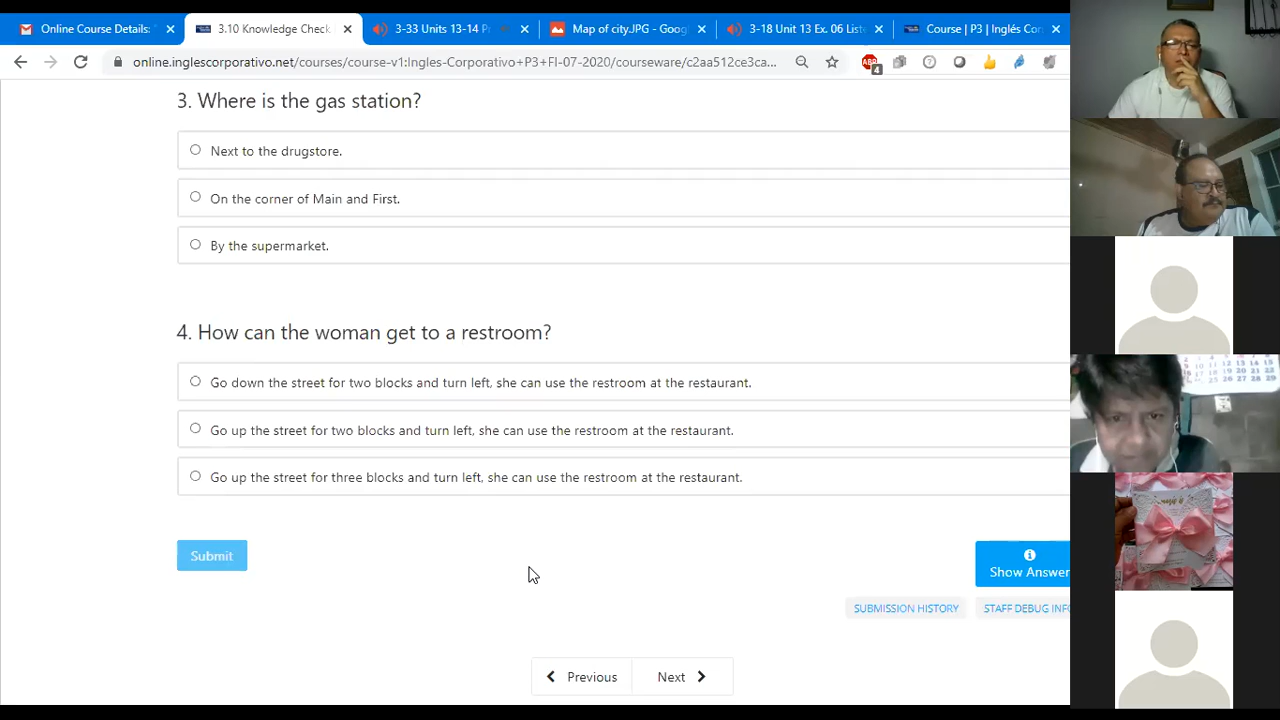 Online Course Details:
3.10 Knowledge Check
3-33 Units 13-14 P
Map of city.JPG - Goog
3-18 Unit 13 Ex. 06 Liste
Course | P3 | Inglés Cor
online.inglescorporativo.net/courses/course-v1:Ingles-Corporativo+P3+FI-07-2020/courseware/c2aa512ce3ca...
ABP
4
3. Where is the gas station?
Next to the drugstore.
On the corner of Main and First.
By the supermarket.
4. How can the woman get to a restroom?
Go down the street for two blocks and turn left, she can use the restroom at the restaurant.
Go up the street for two blocks and turn left, she can use the restroom at the restaurant.
Go up the street for three blocks and turn left, she can use the restroom at the restaurant.
Submit
Show Answer
SUBMISSION HISTORY
STAFF DEBUG INFO
Previous
Next